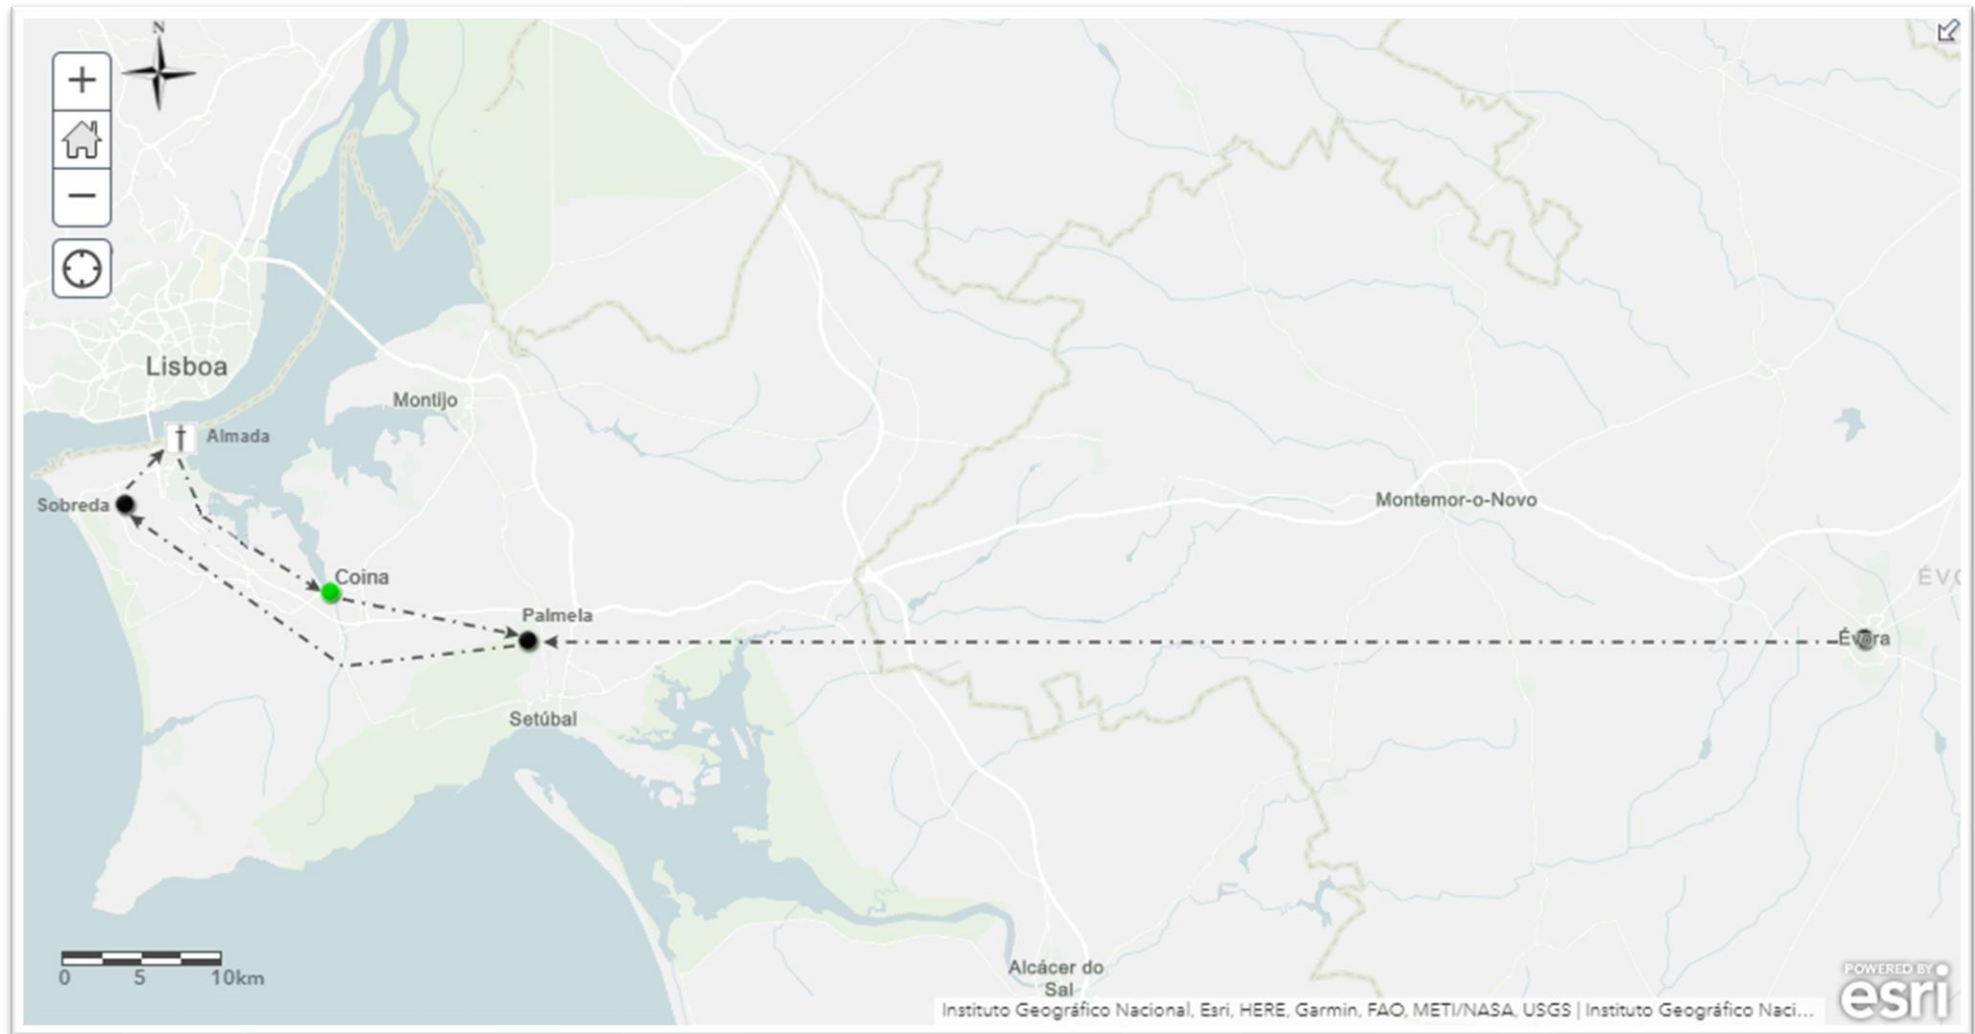 N
+
−
Lisboa
Montijo
Almada
Sobreda
Montemor-o-Novo
Coina
ÉVO
Palmela
Évora
Setúbal
0 5 10km
Alcácer do
Sal
POWERED BY
esri
Instituto Geográfico Nacional, Esri, HERE, Garmin, FAO, METI/NASA, USGS | Instituto Geográfico Naci...